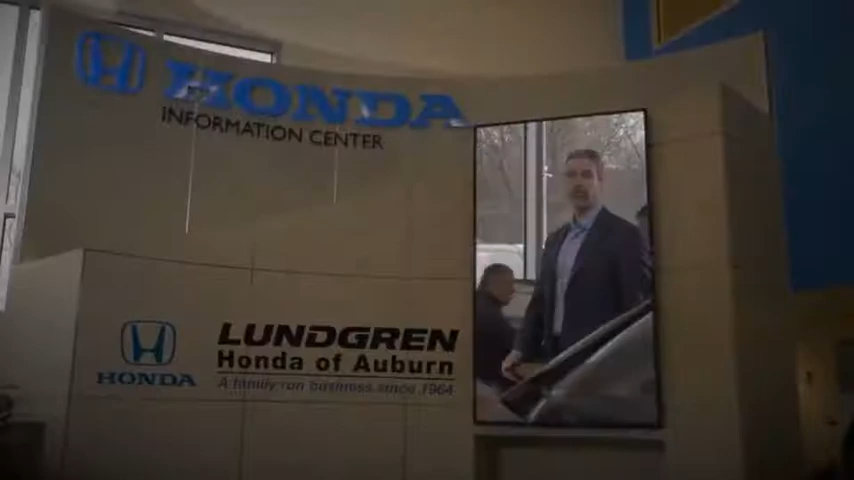 HONDA
INFORMATION CENTER
LUNDGREN
Honda of Auburn
HONDA
A family run business since 1964